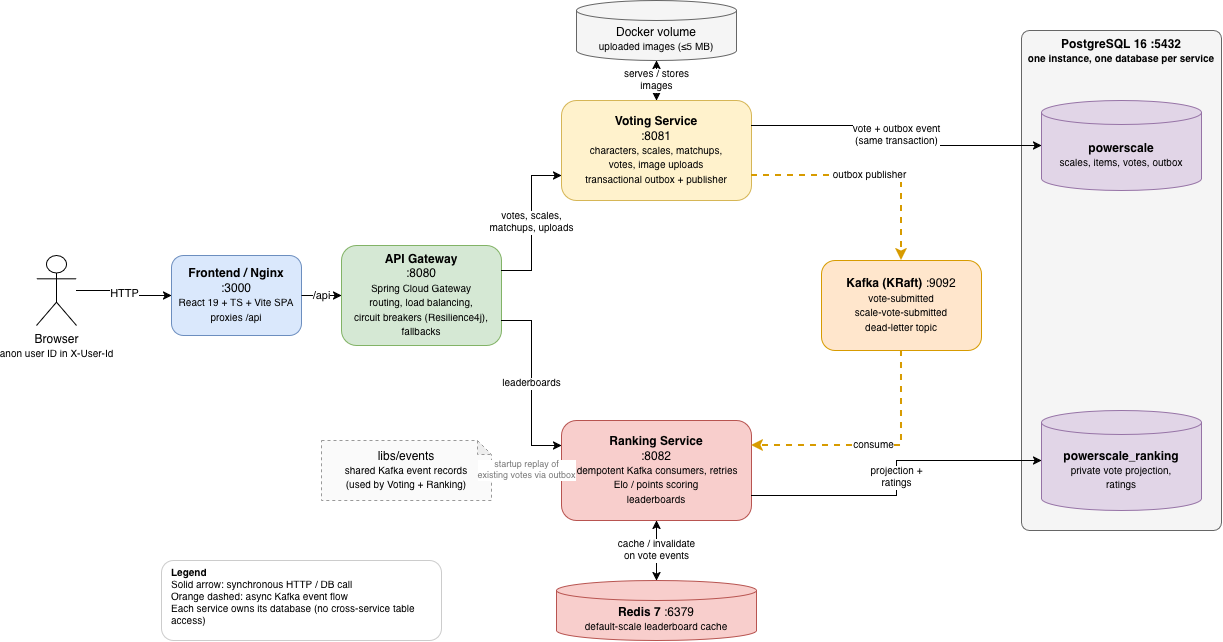 Docker volume
uploaded images (≤5 MB)
serves / stores
images
PostgreSQL 16 :5432
one instance, one database per service
Voting Service
:8081
characters, scales, matchups,
votes, image uploads
transactional outbox + publisher
vote + outbox event
(same transaction)
powerscale
scales, items, votes, outbox
outbox publisher
votes, scales,
matchups, uploads
Browser
anon user ID in X-User-Id
HTTP
Frontend / Nginx
:3000
React 19 + TS + Vite SPA
proxies /api
/api
API Gateway
:8080
Spring Cloud Gateway
routing, load balancing,
circuit breakers (Resilience4j),
fallbacks
Kafka (KRaft) :9092
vote-submitted
scale-vote-submitted
dead-letter topic
leaderboards
consume
libs/events
shared Kafka event records
(used by Voting + Ranking)
startup replay of
existing votes via outbox
Ranking Service
:8082
idempotent Kafka consumers, retries
Elo / points scoring
leaderboards
projection +
ratings
powerscale_ranking
private vote projection,
ratings
cache / invalidate
on vote events
Redis 7 :6379
default-scale leaderboard cache
Legend
Solid arrow: synchronous HTTP / DB call
Orange dashed: async Kafka event flow
Each service owns its database (no cross-service table
access)